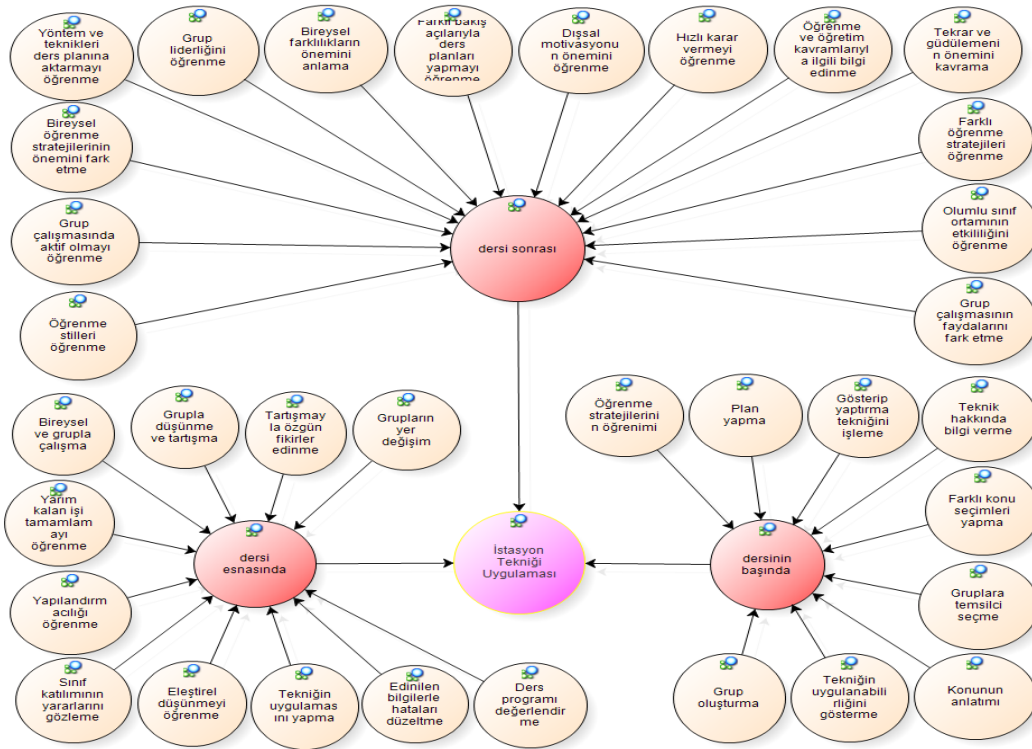 Yöntem ve
teknikleri
ders planına
aktarmayı
öğrenme
Grup
liderliğini
öğrenme
Bireysel
farklılıkların
önemini
anlama
Farklı bakış
açılarıyla
ders planları
yapmayı
öğrenme
Dışsal
motivasyonu
n önemini
öğrenme
Hızlı karar
vermeyi
öğrenme
Öğrenme
ve öğretim
kavramlarıyl
a ilgili bilgi
edinme
Tekrar ve
güdülemeni
n önemini
kavrama
Bireysel
öğrenme
stratejilerinin
önemini fark
etme
Farklı
öğrenme
stratejileri
öğrenme
Grup
çalışmasında
aktif olmayı
öğrenme
dersi sonrası
Olumlu sınıf
ortamının
etkililiğini
öğrenme
Öğrenme
stilleri
öğrenme
Grup
çalışmasının
faydalarını
fark etme
Bireysel
ve grupla
çalışma
Grupla
düşünme
ve tartışma
Tartışmay
la özgün
fikirler
edinme
Grupların
yer
değişim
Öğrenme
stratejilerini
n öğrenimi
Plan
yapma
Gösterip
yaptırma
tekniğini
işleme
Teknik
hakkında
bilgi verme
Yarım
kalan işi
tamamlam
ayı
öğrenme
dersi
esnasında
İstasyon
Tekniği
Uygulaması
dersinin
başında
Farklı konu
seçimleri
yapma
Yapılandırm
acılığı
öğrenme
Gruplara
temsilci
seçme
Sınıf
katılımının
yararlarını
gözleme
Eleştirel
düşünmeyi
öğrenme
Tekniğin
uygulamas
ını yapma
Edinilen
bilgilerle
hataları
düzeltme
Ders
programı
değerlendir
me
Grup
oluşturma
Tekniğin
uygulanabili
rliğini
gösterme
Konunun
anlatımı